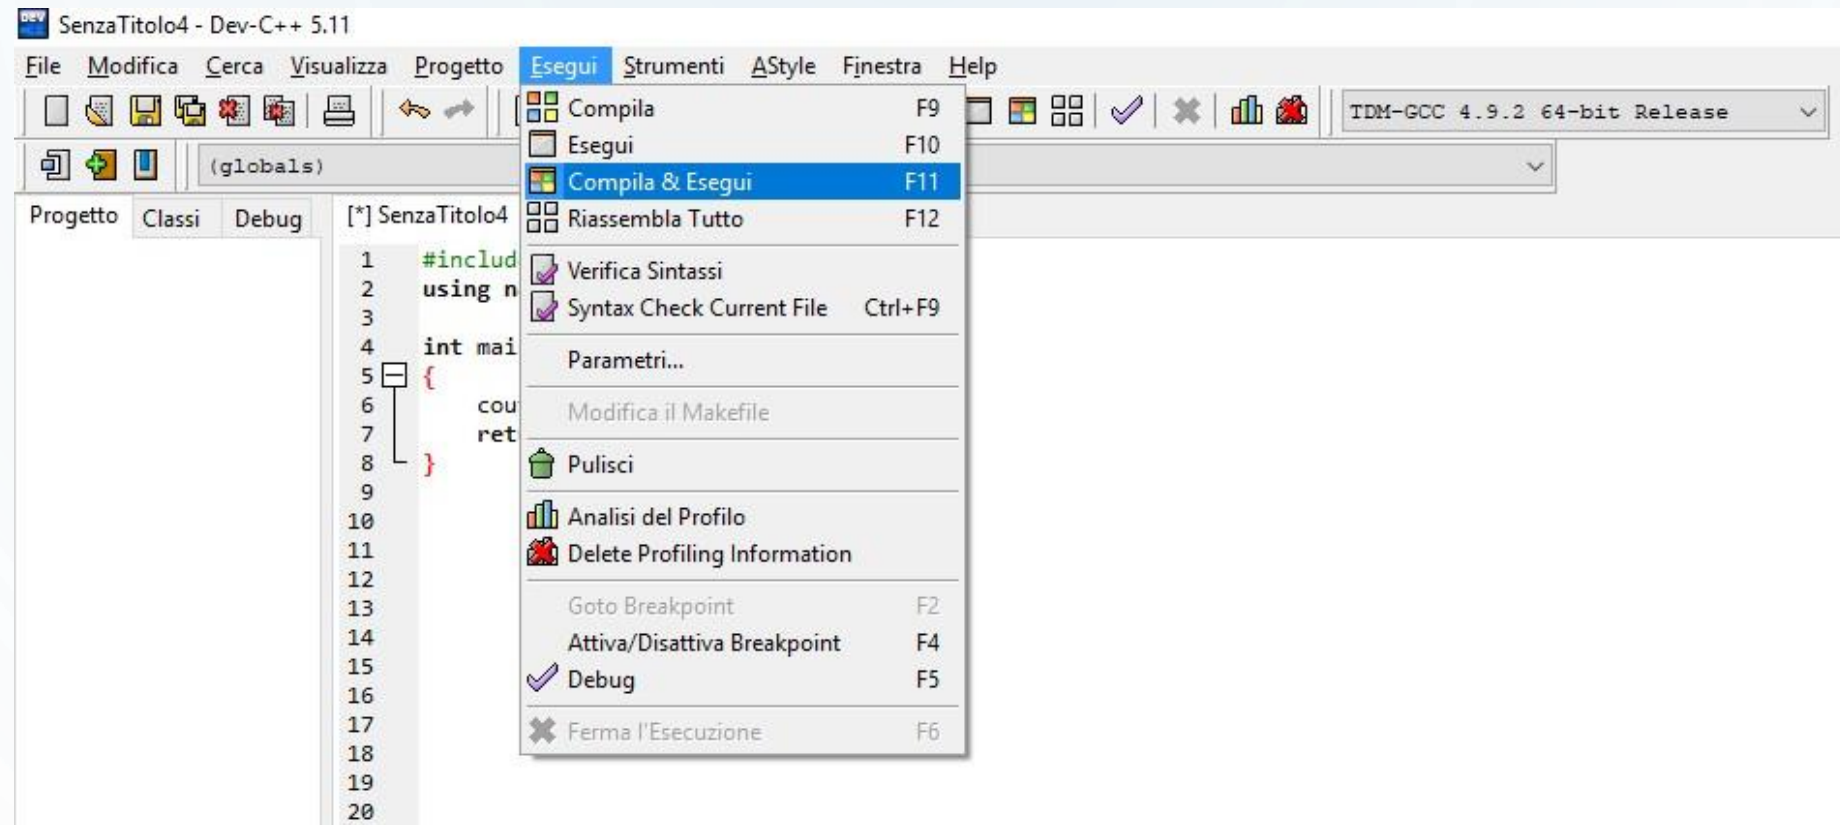 SenzaTitolo4 - Dev-C++ 5.11
File Modifica Cerca Visualizza Progetto Esegui Strumenti AStyle Finestra Help
TDM-GCC 4.9.2 64-bit Release
(globals)
Progetto Classi Debug [*] SenzaTitolo4
Compila F9
Esegui F10
Compila & Esegui F11
Riassembla Tutto F12
Verifica Sintassi
Syntax Check Current File Ctrl+F9
Parametri...
Modifica il Makefile
Pulisci
Analisi del Profilo
Delete Profiling Information
Goto Breakpoint F2
Attiva/Disattiva Breakpoint F4
Debug F5
Ferma l'Esecuzione F6
1 #includ
2 using n
3
4 int mai
5 {
6 cou
7 ret
8 }
9
10
11
12
13
14
15
16
17
18
19
20